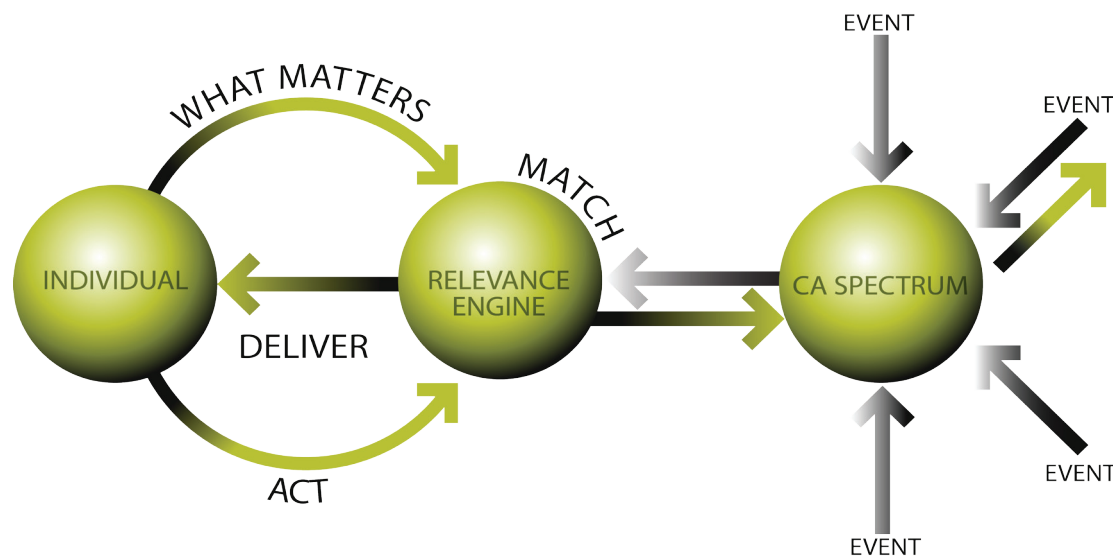 EVENT
WHAT MATTERS
EVENT
MATCH
INDIVIDUAL
RELEVANCE
ENGINE
CA SPECTRUM
DELIVER
ACT
EVENT
EVENT